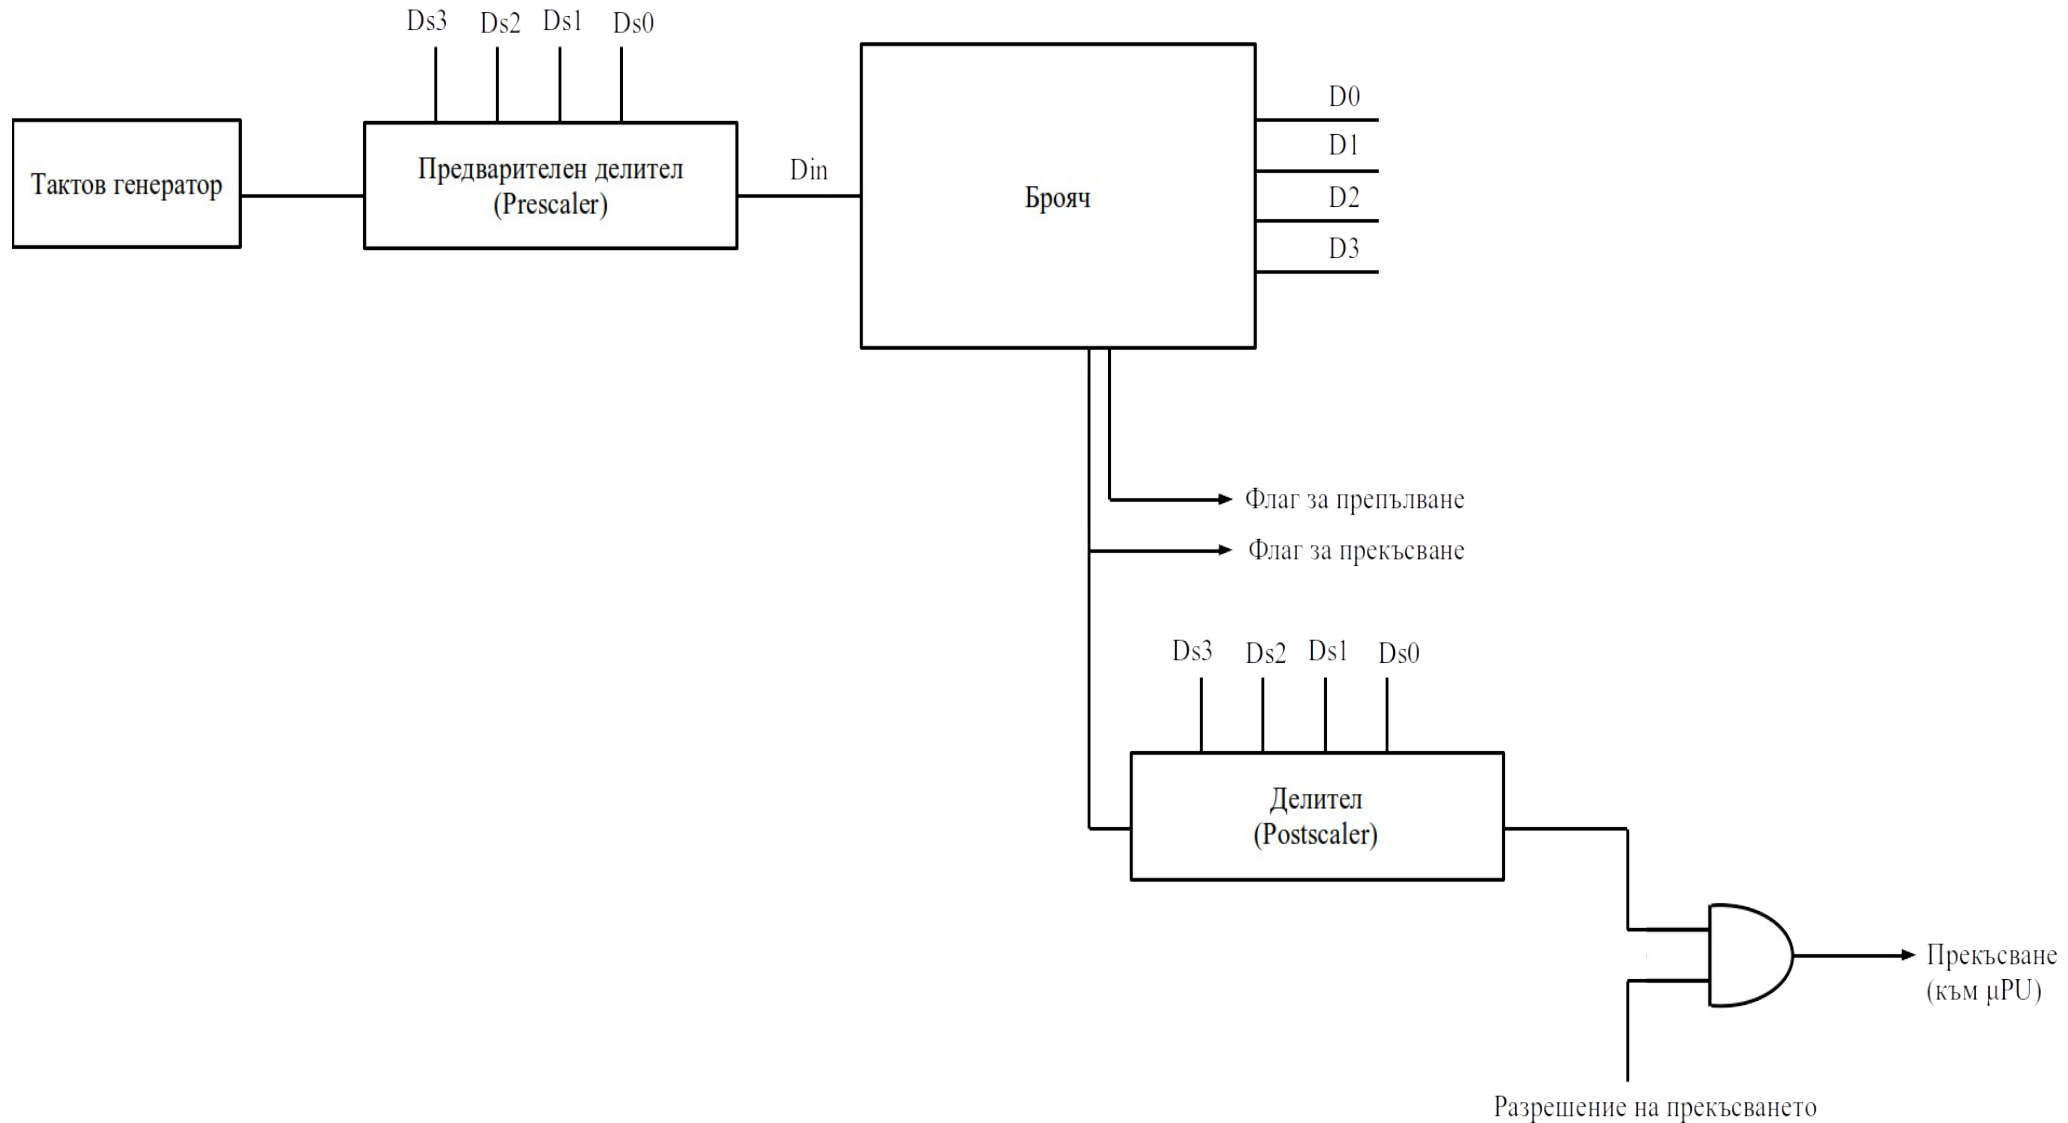 Ds3 Ds2 Ds1 Ds0
Тактов генератор
Предварителен делител
(Prescaler)
Din
Брояч
D0
D1
D2
D3
Флаг за препълване
Флаг за прекъсване
Ds3 Ds2 Ds1 Ds0
Делител
(Postscaler)
Прекъсване
(към μPU)
Разрешение на прекъсването